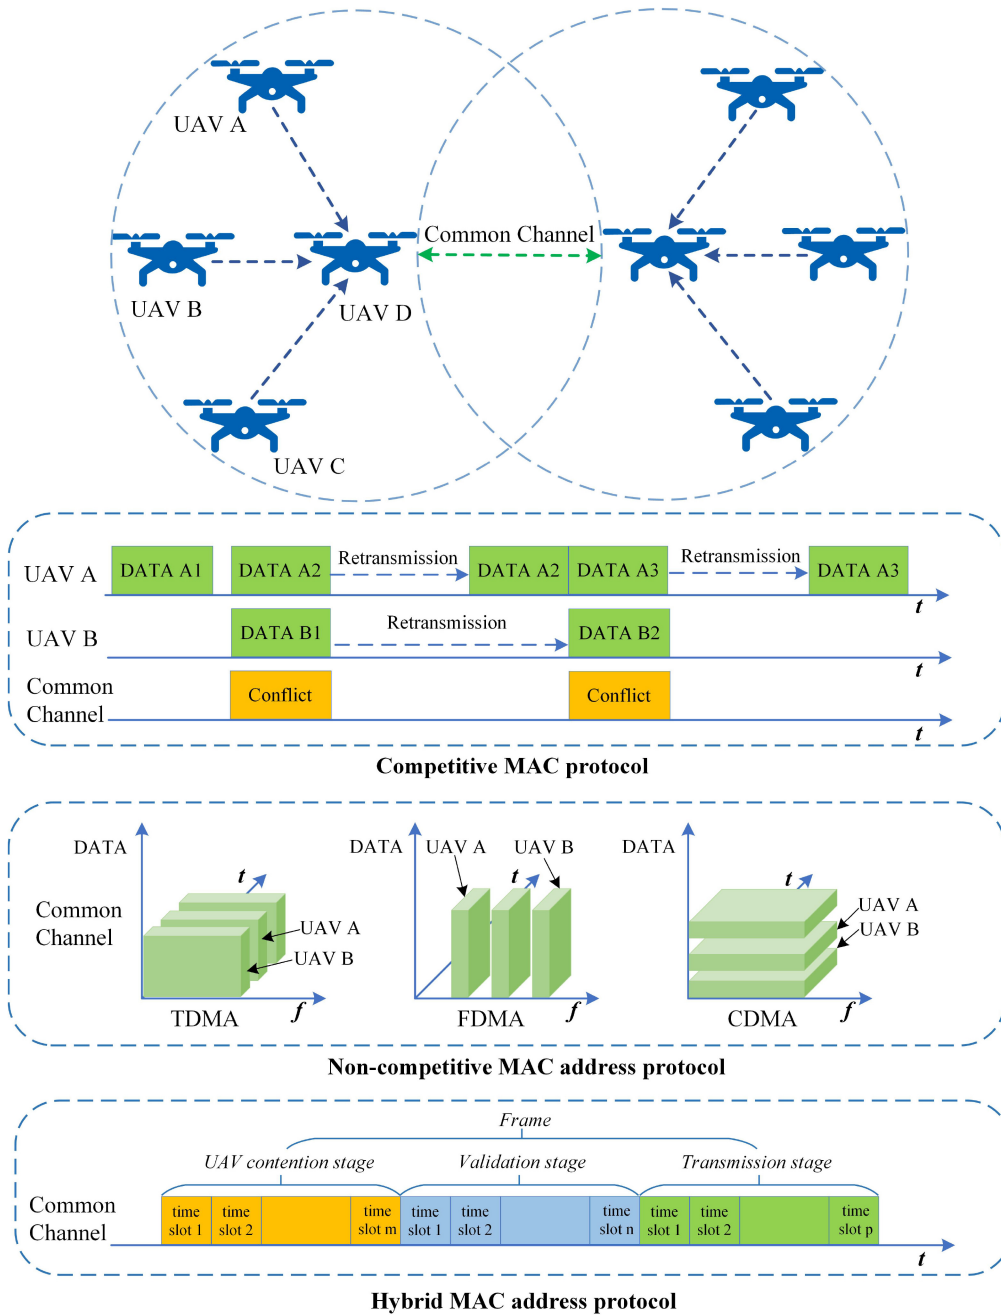 UAV A
Common Channel
UAV B
UAV D
UAV C
UAV A
DATA A1
DATA A2
Retransmission
DATA A2
DATA A3
Retransmission
DATA A3
t
UAV B
DATA B1
Retransmission
DATA B2
t
Common
Channel
Conflict
Conflict
t
Competitive MAC protocol
Common
Channel
DATA
t
UAV A
UAV B
f
TDMA
DATA
UAV A
UAV B
t
f
FDMA
DATA
t
UAV A
UAV B
f
CDMA
Non-competitive MAC address protocol
Frame
UAV contention stage
Validation stage
Transmission stage
Common
Channel
time
slot 1
time
slot 2
time
slot m
time
slot 1
time
slot 2
time
slot n
time
slot 1
time
slot 2
time
slot p
t
Hybrid MAC address protocol